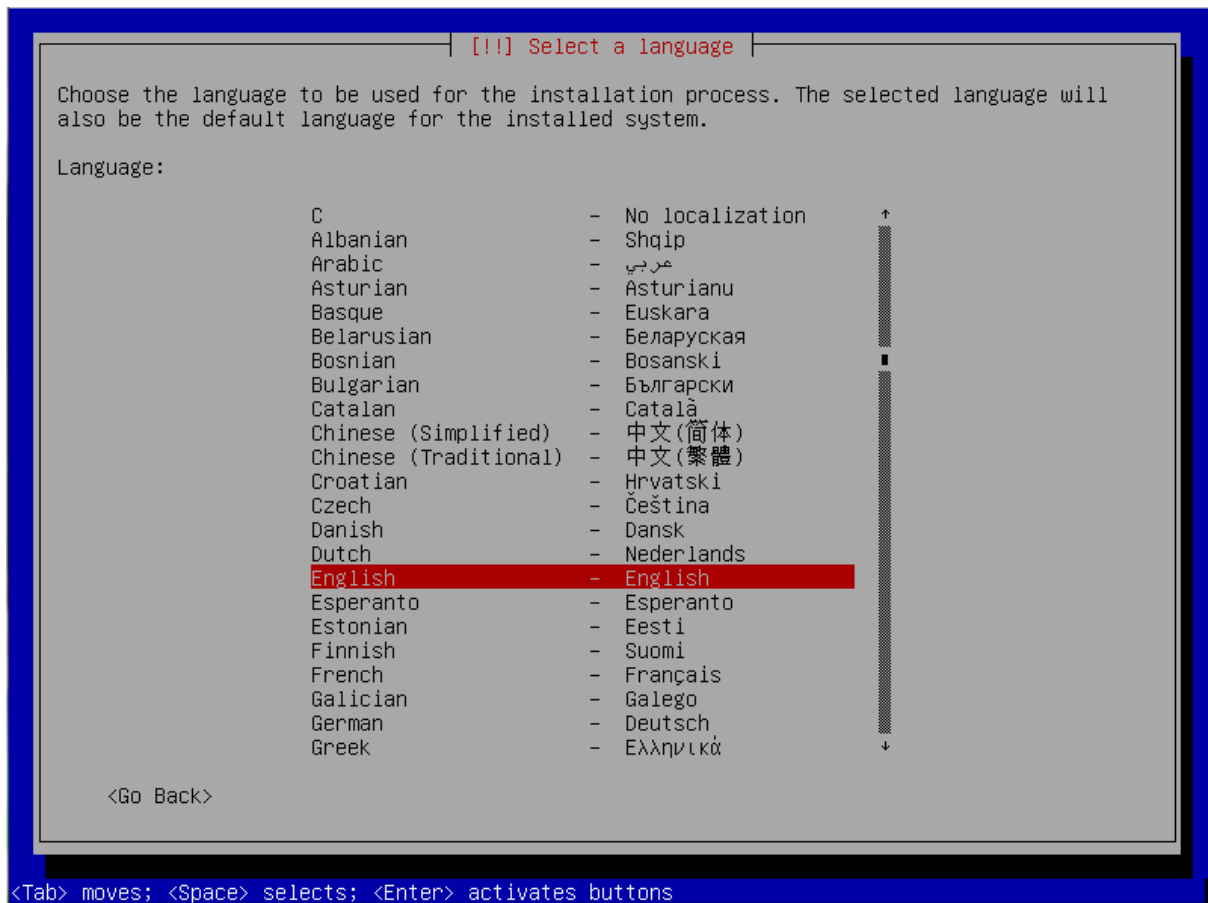 [!!] Select a language
Choose the language to be used for the installation process. The selected language will
also be the default language for the installed system.
Language:
C - No localization
Albanian - Shqip
Arabic - عربي
Asturian - Asturianu
Basque - Euskara
Belarusian - Беларуская
Bosnian - Bosanski
Bulgarian - Български
Catalan - Català
Chinese (Simplified) - 中文(简体)
Chinese (Traditional) - 中文(繁體)
Croatian - Hrvatski
Czech - Čeština
Danish - Dansk
Dutch - Nederlands
English - English
Esperanto - Esperanto
Estonian - Eesti
Finnish - Suomi
French - Français
Galician - Galego
German - Deutsch
Greek - Ελληνικά
<Go Back>
<Tab> moves; <Space> selects; <Enter> activates buttons